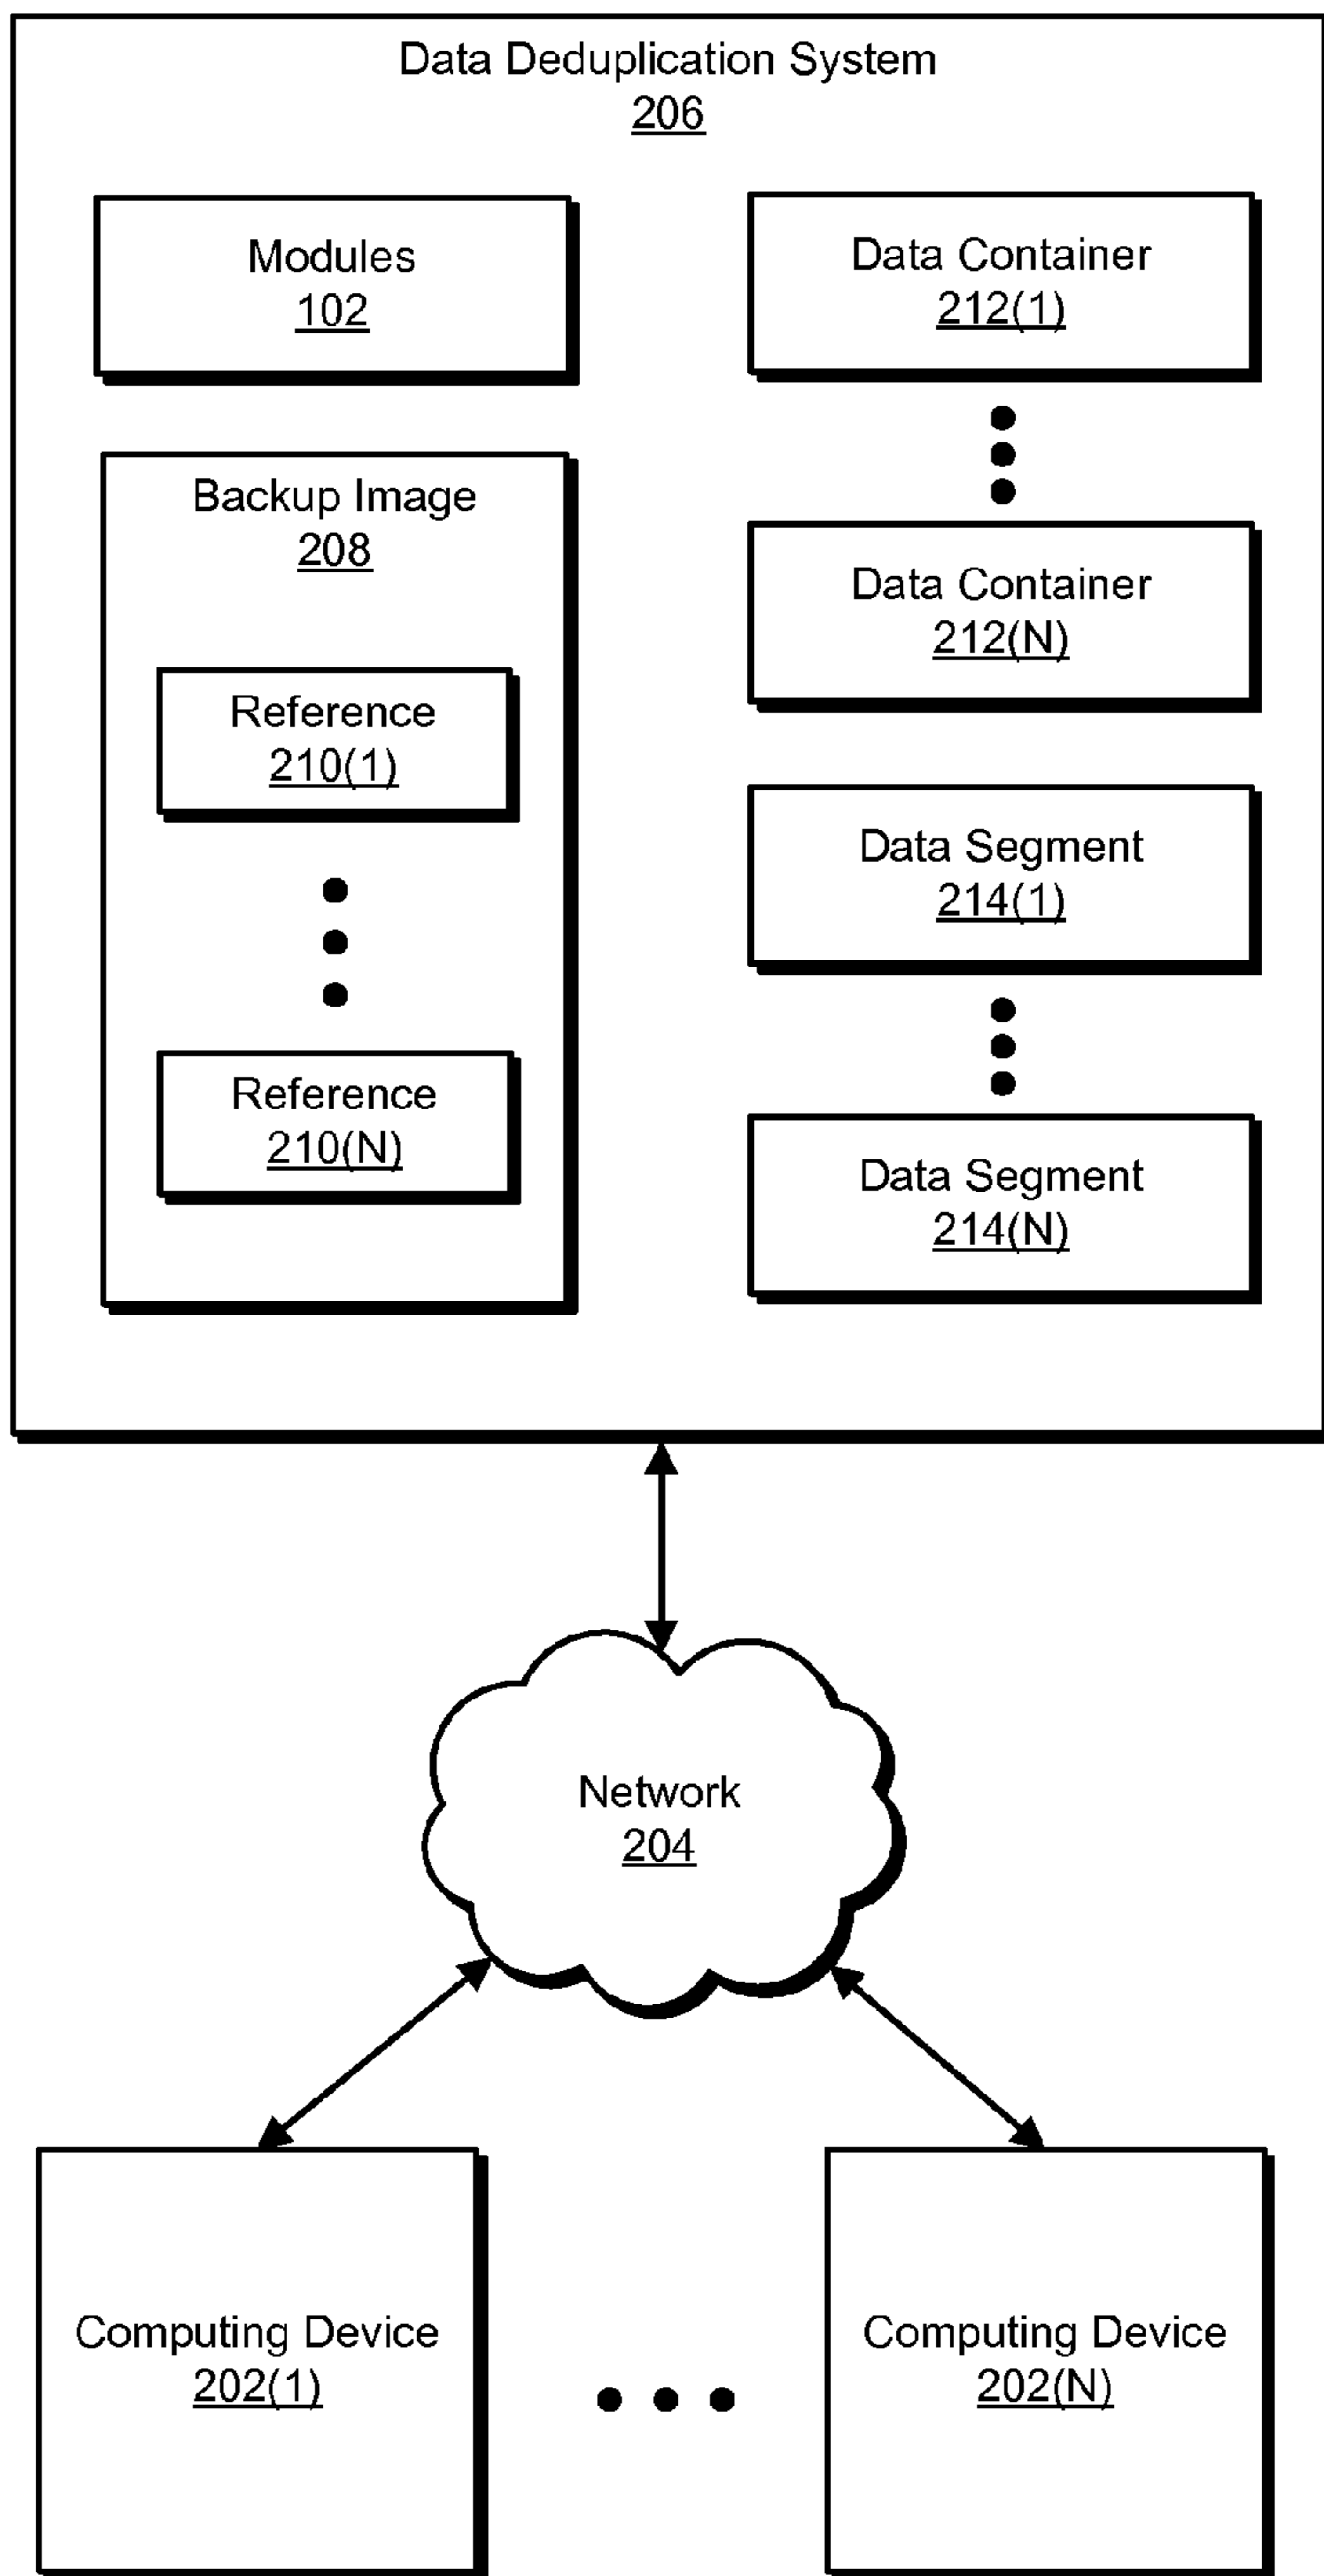 Data Deduplication System
206
Modules
102
Backup Image
208
Reference
210(1)
Reference
210(N)
Data Container
212(1)
Data Container
212(N)
Data Segment
214(1)
Data Segment
214(N)
Network
204
Computing Device
202(1)
Computing Device
202(N)